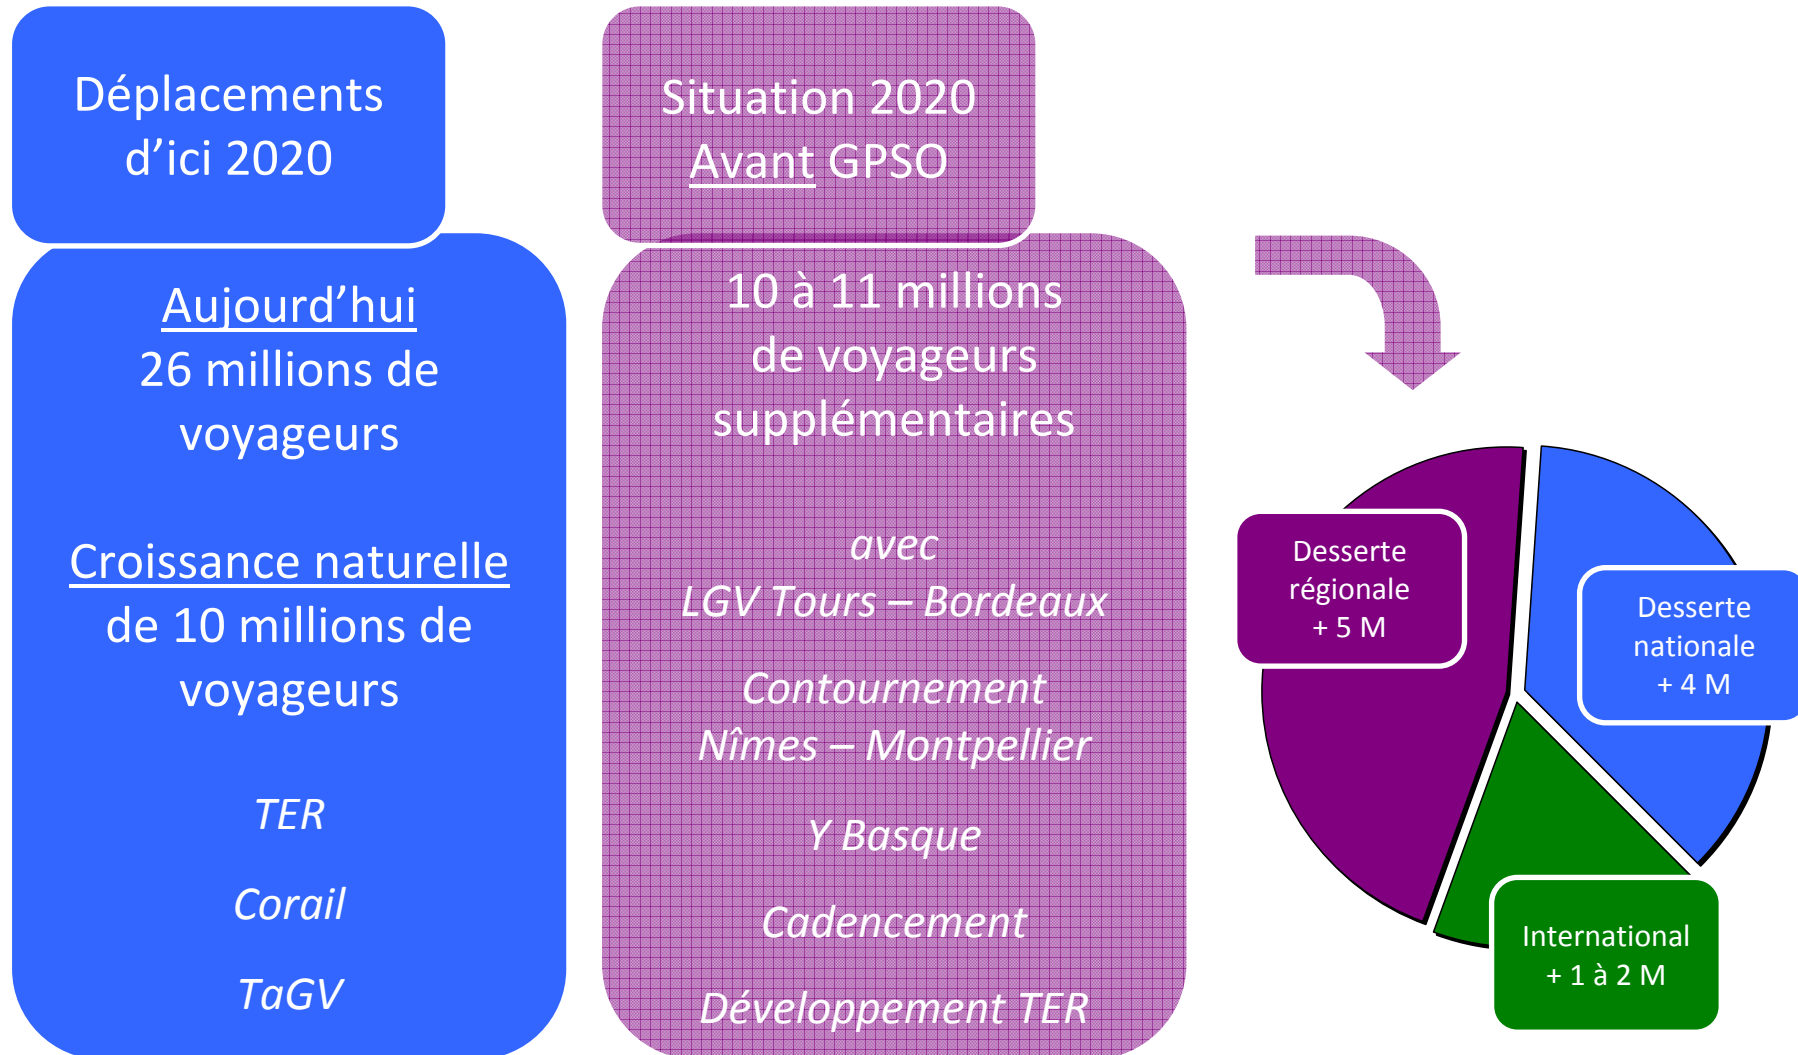 Déplacements
d’ici 2020
Aujourd’hui
26 millions de
voyageurs
Croissance naturelle
de 10 millions de
voyageurs
TER
Corail
TaGV
Situation 2020
Avant GPSO
10 à 11 millions
de voyageurs
supplémentaires
avec
LGV Tours – Bordeaux
Contournement
Nîmes – Montpellier
Y Basque
Cadencement
Développement TER
Desserte
régionale
+ 5 M
Desserte
nationale
+ 4 M
International
+ 1 à 2 M